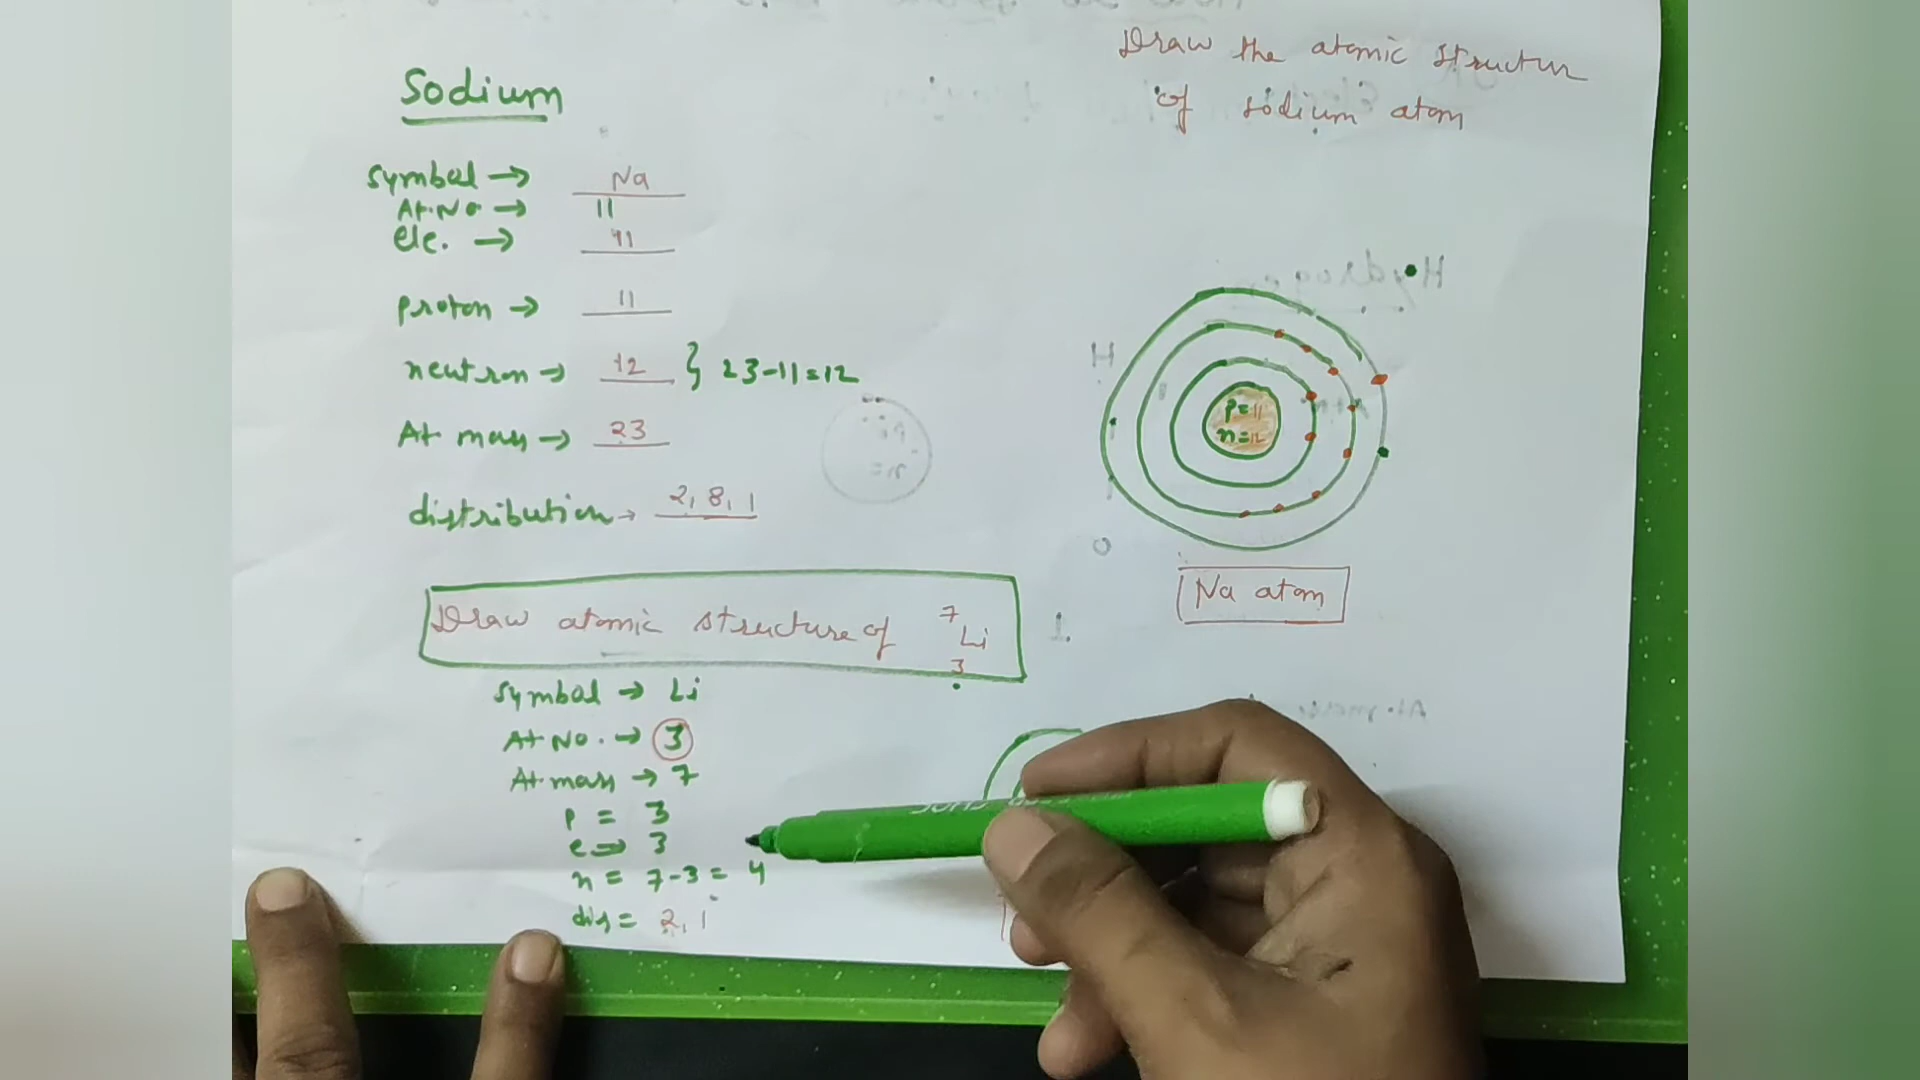 Draw the atomic structur
of sodium atom
Sodium
Symbol → Na
At.No → 11
ele. → 11
Proton → 11
neutron → 12 } 23-11=12
At mass → 23
distribution → 2, 8, 1
P=11
n=12
Na atom
Draw atomic structure of 7 Li 3
Symbol → Li
At No. → 3
At mass → 7
P = 3
e → 3
n = 7-3 = 4
dis = 2, 1